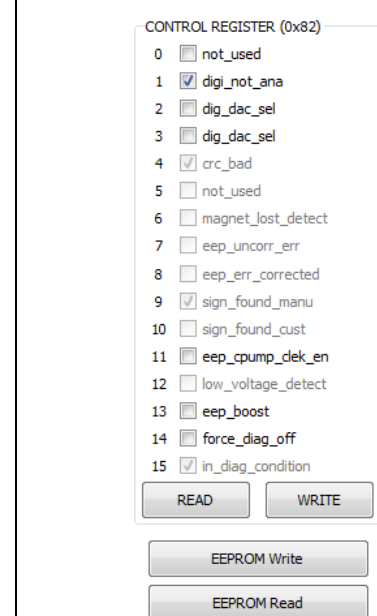 CONTROL REGISTER (0x82)
0 not_used
1 digi_not_ana
2 dig_dac_sel
3 dig_dac_sel
4 crc_bad
5 not_used
6 magnet_lost_detect
7 eep_uncorr_err
8 eep_err_corrected
9 sign_found_manu
10 sign_found_cust
11 eep_cpump_clek_en
12 low_voltage_detect
13 eep_boost
14 force_diag_off
15 in_diag_condition
READ WRITE
EEPROM Write
EEPROM Read